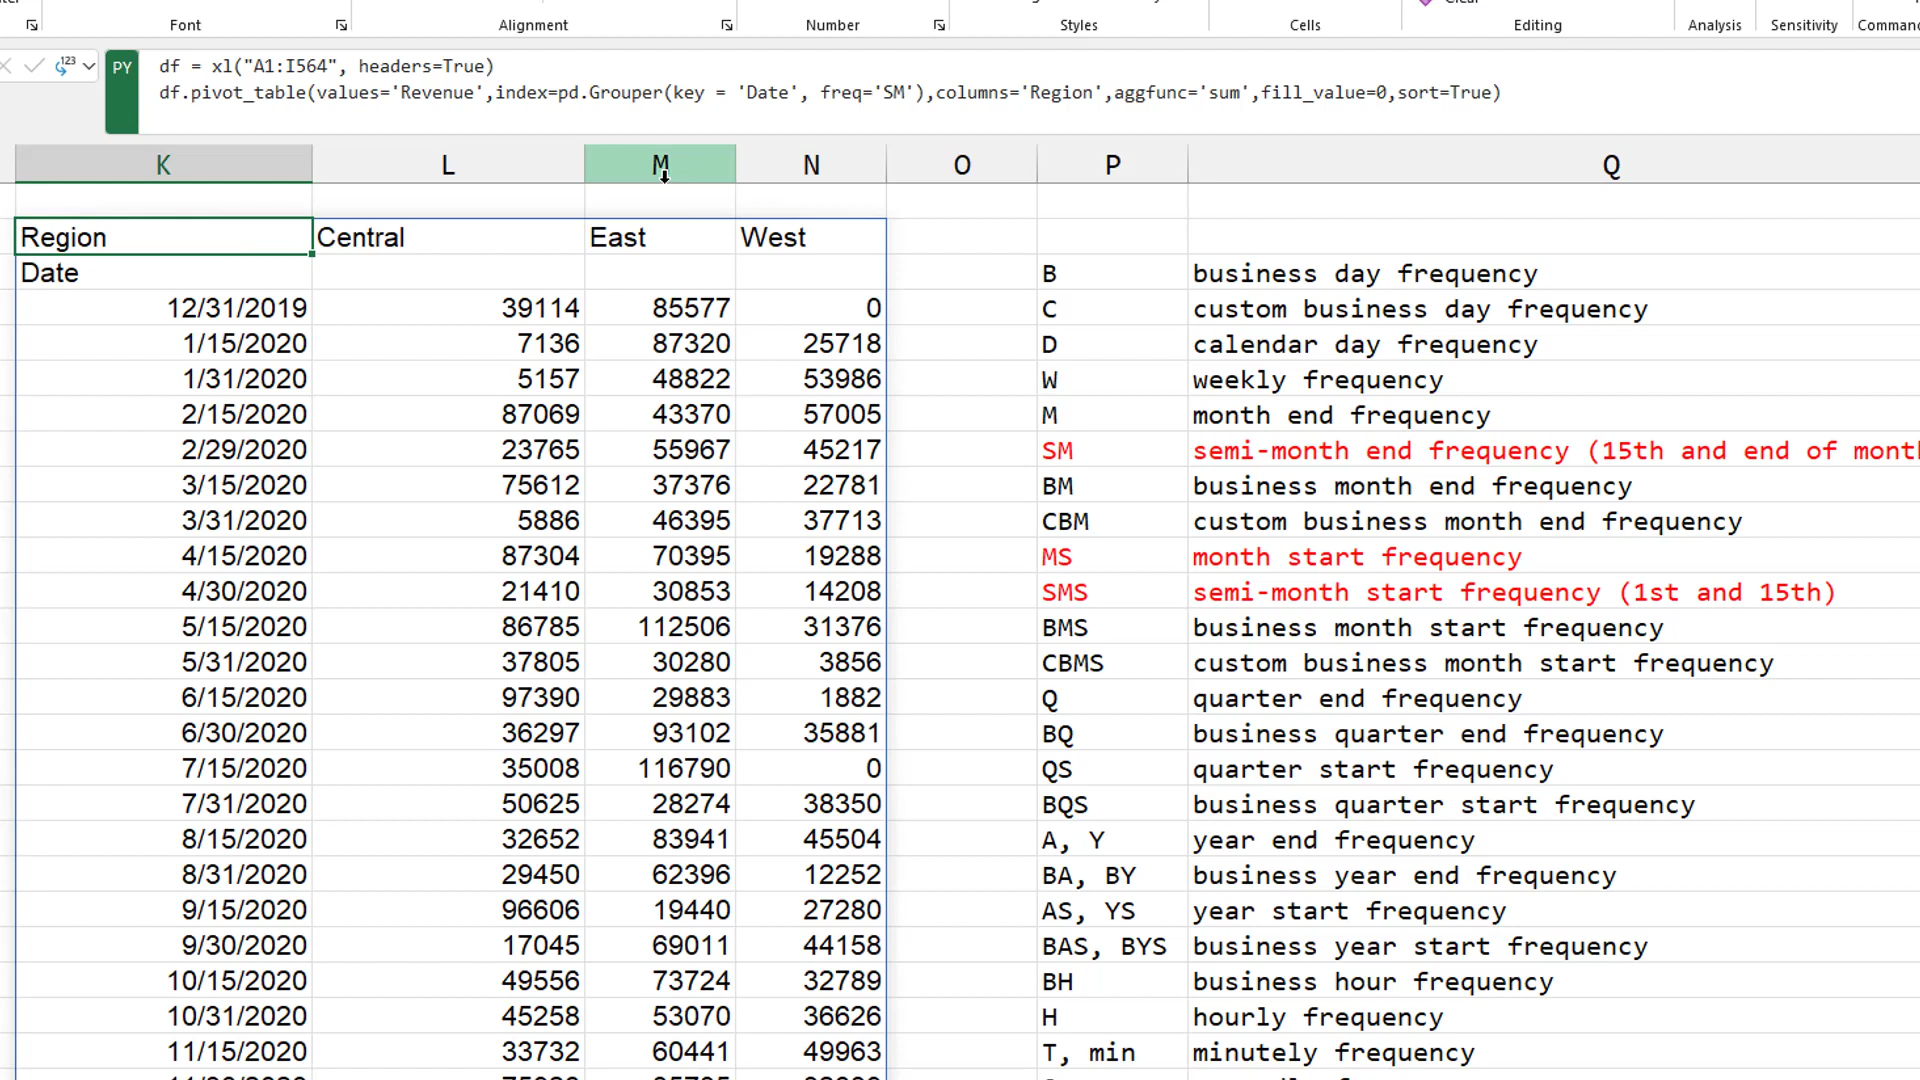 Font Alignment Number Styles Cells Editing Analysis Sensitivity
123 PY df = xl("A1:I564", headers=True)
df.pivot_table(values='Revenue',index=pd.Grouper(key = 'Date', freq='SM'),columns='Region',aggfunc='sum',fill_value=0,sort=True)
K L M N O P Q
Region Central East West
Date B business day frequency
12/31/2019 39114 85577 0 C custom business day frequency
1/15/2020 7136 87320 25718 D calendar day frequency
1/31/2020 5157 48822 53986 W weekly frequency
2/15/2020 87069 43370 57005 M month end frequency
2/29/2020 23765 55967 45217 SM semi-month end frequency (15th and end of month
3/15/2020 75612 37376 22781 BM business month end frequency
3/31/2020 5886 46395 37713 CBM custom business month end frequency
4/15/2020 87304 70395 19288 MS month start frequency
4/30/2020 21410 30853 14208 SMS semi-month start frequency (1st and 15th)
5/15/2020 86785 112506 31376 BMS business month start frequency
5/31/2020 37805 30280 3856 CBMS custom business month start frequency
6/15/2020 97390 29883 1882 Q quarter end frequency
6/30/2020 36297 93102 35881 BQ business quarter end frequency
7/15/2020 35008 116790 0 QS quarter start frequency
7/31/2020 50625 28274 38350 BQS business quarter start frequency
8/15/2020 32652 83941 45504 A, Y year end frequency
8/31/2020 29450 62396 12252 BA, BY business year end frequency
9/15/2020 96606 19440 27280 AS, YS year start frequency
9/30/2020 17045 69011 44158 BAS, BYS business year start frequency
10/15/2020 49556 73724 32789 BH business hour frequency
10/31/2020 45258 53070 36626 H hourly frequency
11/15/2020 33732 60441 49963 T, min minutely frequency